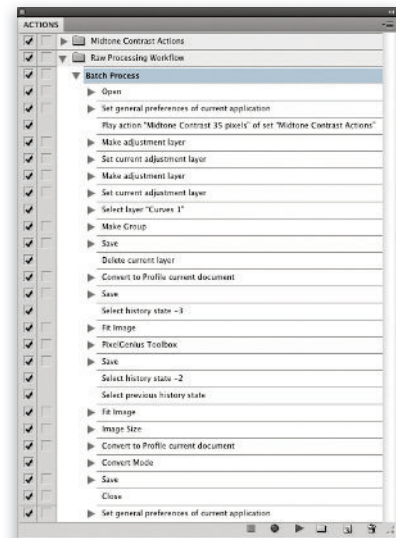 ACTIONS
Midtone Contrast Actions
Raw Processing Workflow
Batch Process
Open
Set general preferences of current application
Play action "Midtone Contrast 35 pixels" of set "Midtone Contrast Actions"
Make adjustment layer
Set current adjustment layer
Make adjustment layer
Set current adjustment layer
Select layer "Curves 1"
Make Group
Save
Delete current layer
Convert to Profile current document
Save
Select history state -3
Fit Image
PixelGenius Toolbox
Save
Select history state -2
Select previous history state
Fit Image
Image Size
Convert to Profile current document
Convert Mode
Save
Close
Set general preferences of current application